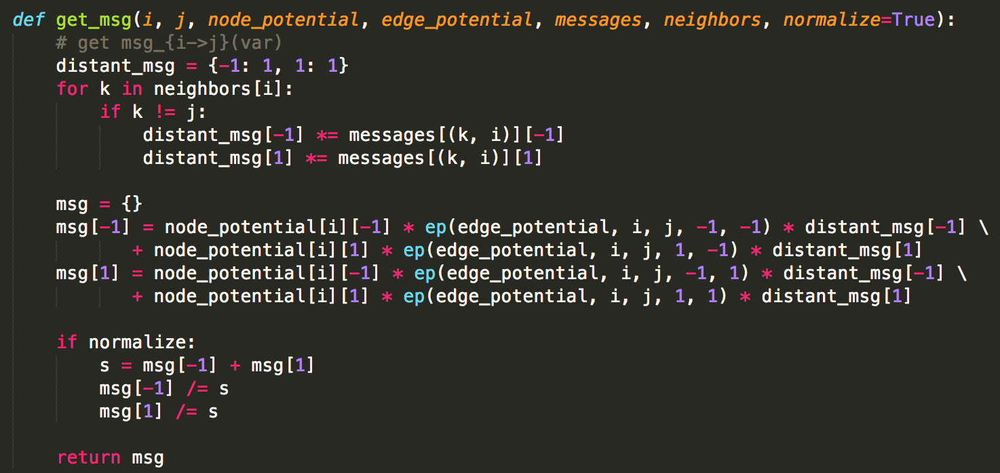 def get_msg(i, j, node_potential, edge_potential, messages, neighbors, normalize=True):
    # get msg_{i->j}(var)
    distant_msg = {-1: 1, 1: 1}
    for k in neighbors[i]:
        if k != j:
            distant_msg[-1] *= messages[(k, i)][-1]
            distant_msg[1] *= messages[(k, i)][1]

    msg = {}
    msg[-1] = node_potential[i][-1] * ep(edge_potential, i, j, -1, -1) * distant_msg[-1] \
           + node_potential[i][1] * ep(edge_potential, i, j, 1, -1) * distant_msg[1]
    msg[1] = node_potential[i][-1] * ep(edge_potential, i, j, -1, 1) * distant_msg[-1] \
           + node_potential[i][1] * ep(edge_potential, i, j, 1, 1) * distant_msg[1]

    if normalize:
        s = msg[-1] + msg[1]
        msg[-1] /= s
        msg[1] /= s

    return msg